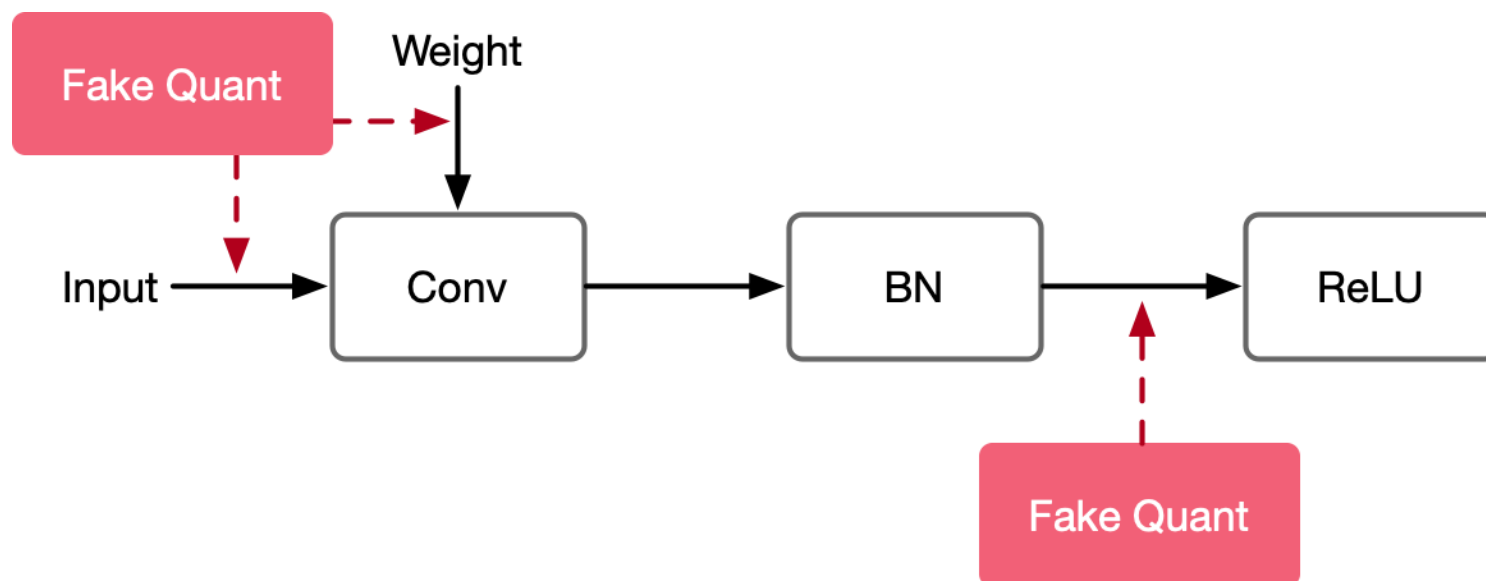 Fake Quant
Weight
Input
Conv
BN
ReLU
Fake Quant